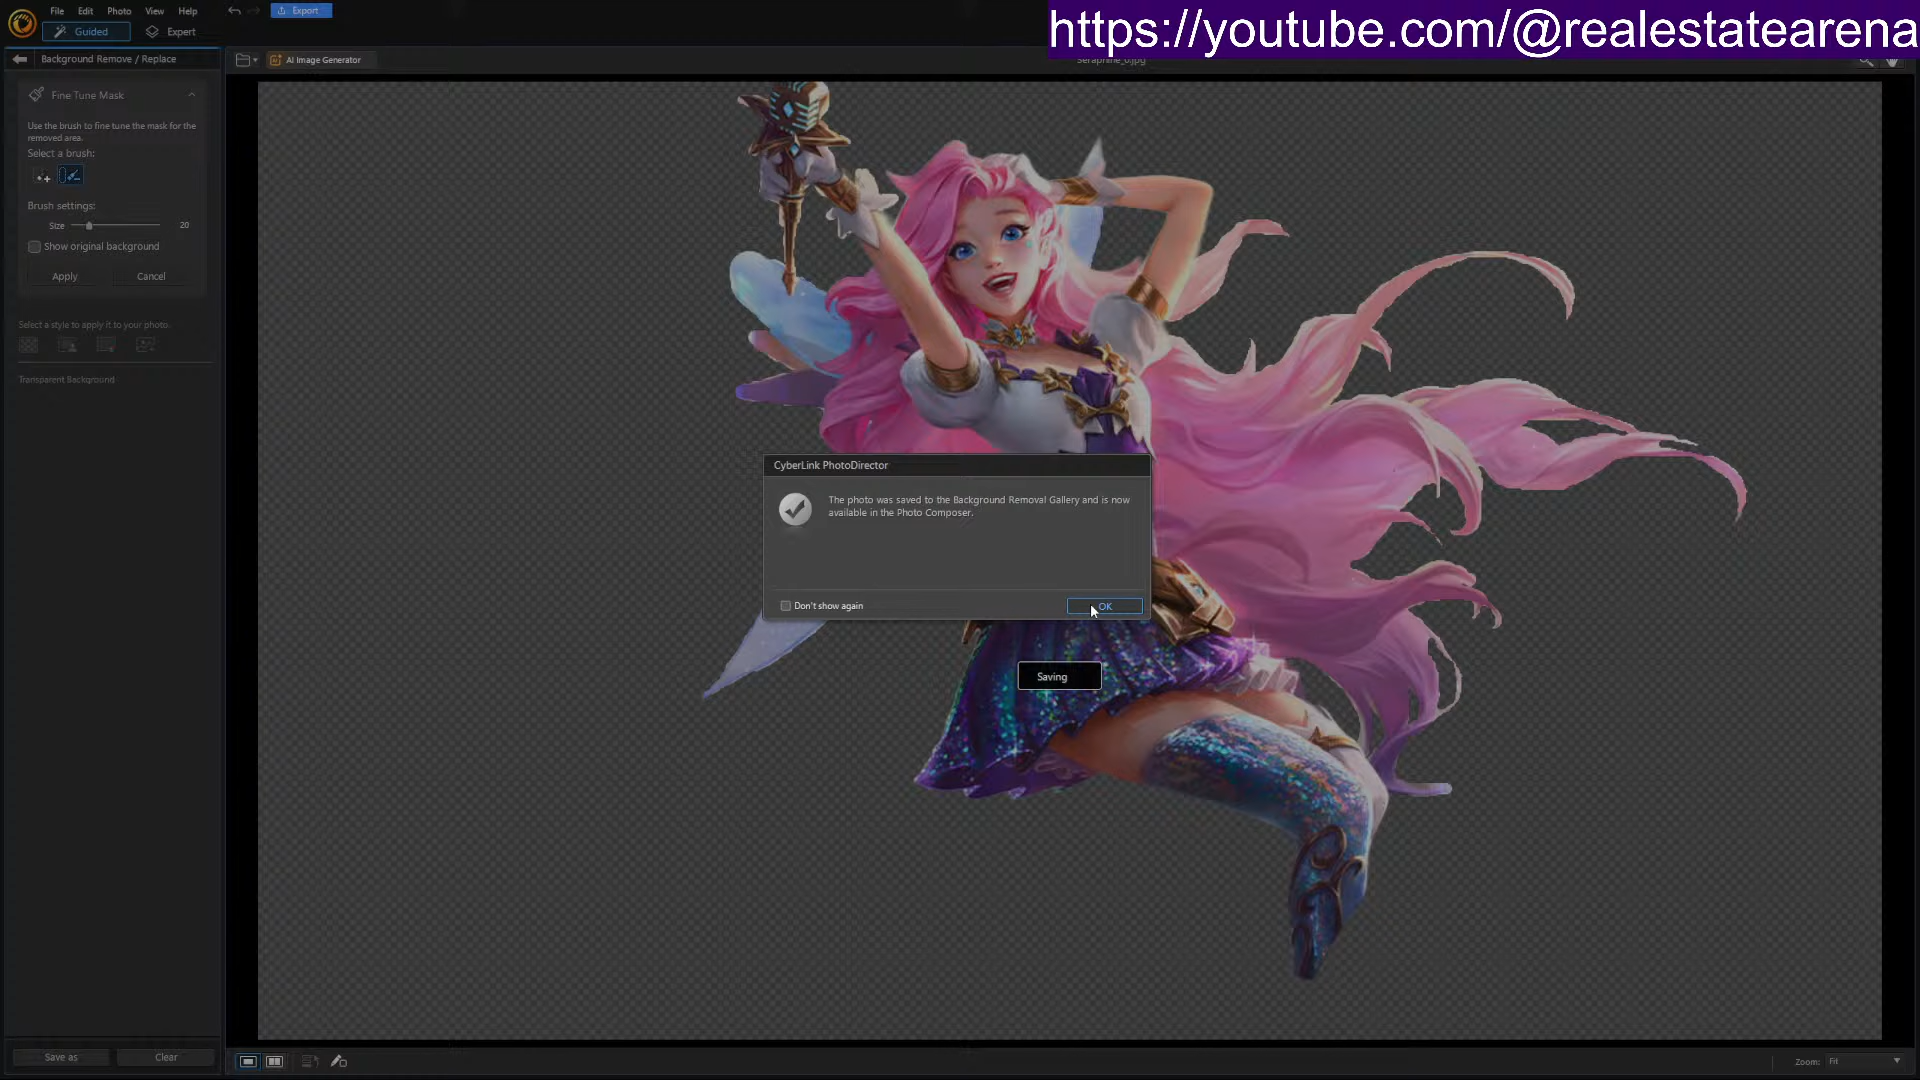 File Edit Photo View Help Export
https://youtube.com/@realestatearena
Guided Expert
Background Remove / Replace
AI Image Generator
Seraphine_0.jpg
Fine Tune Mask
Use the brush to fine tune the mask for the
removed area.
Select a brush:
Brush settings:
Size 20
Show original background
Apply Cancel
Select a style to apply it to your photo.
Transparent Background
CyberLink PhotoDirector
The photo was saved to the Background Removal Gallery and is now
available in the Photo Composer.
Don't show again OK
Saving
Save as Clear
Zoom: Fit